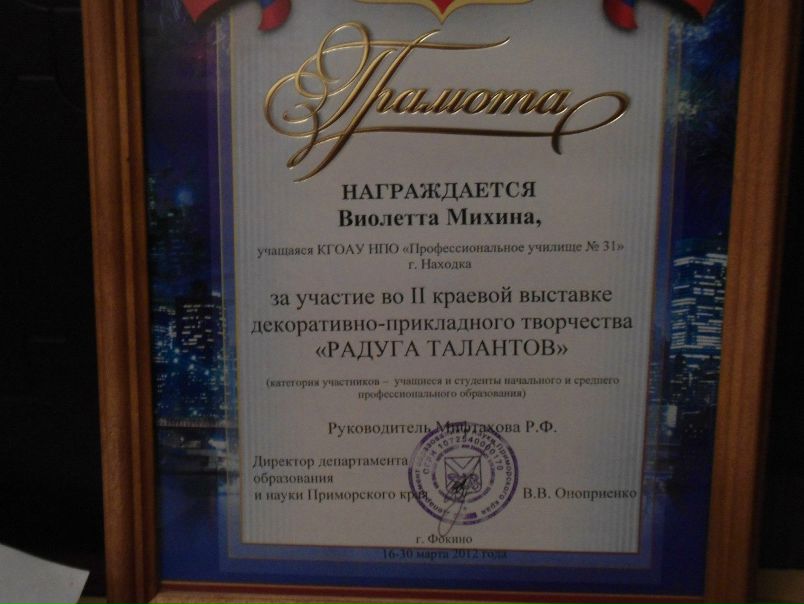 Грамота
НАГРАЖДАЕТСЯ
Виолетта Михина,
учащаяся КГОАУ НПО «Профессиональное училище № 31»
г. Находка
за участие во II краевой выставке
декоративно-прикладного творчества
«РАДУГА ТАЛАНТОВ»
(категория участников – учащиеся и студенты начального и среднего
профессионального образования)
Руководитель Мифтахова Р.Ф.
Директор департамента
образования
и науки Приморского края
В.В. Оноприенко
г. Фокино
16-30 марта 2012 года